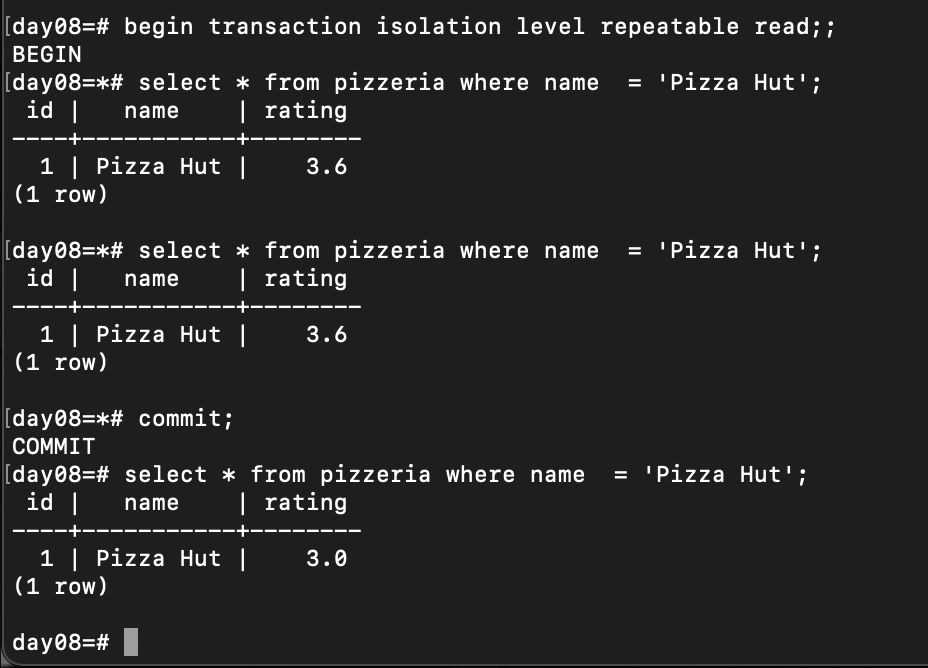 [day08=# begin transaction isolation level repeatable read;;
BEGIN
[day08=*# select * from pizzeria where name  = 'Pizza Hut';
 id |   name    | rating
----+-----------+--------
  1 | Pizza Hut |    3.6
(1 row)

[day08=*# select * from pizzeria where name  = 'Pizza Hut';
 id |   name    | rating
----+-----------+--------
  1 | Pizza Hut |    3.6
(1 row)

[day08=*# commit;
COMMIT
[day08=# select * from pizzeria where name  = 'Pizza Hut';
 id |   name    | rating
----+-----------+--------
  1 | Pizza Hut |    3.0
(1 row)

day08=#